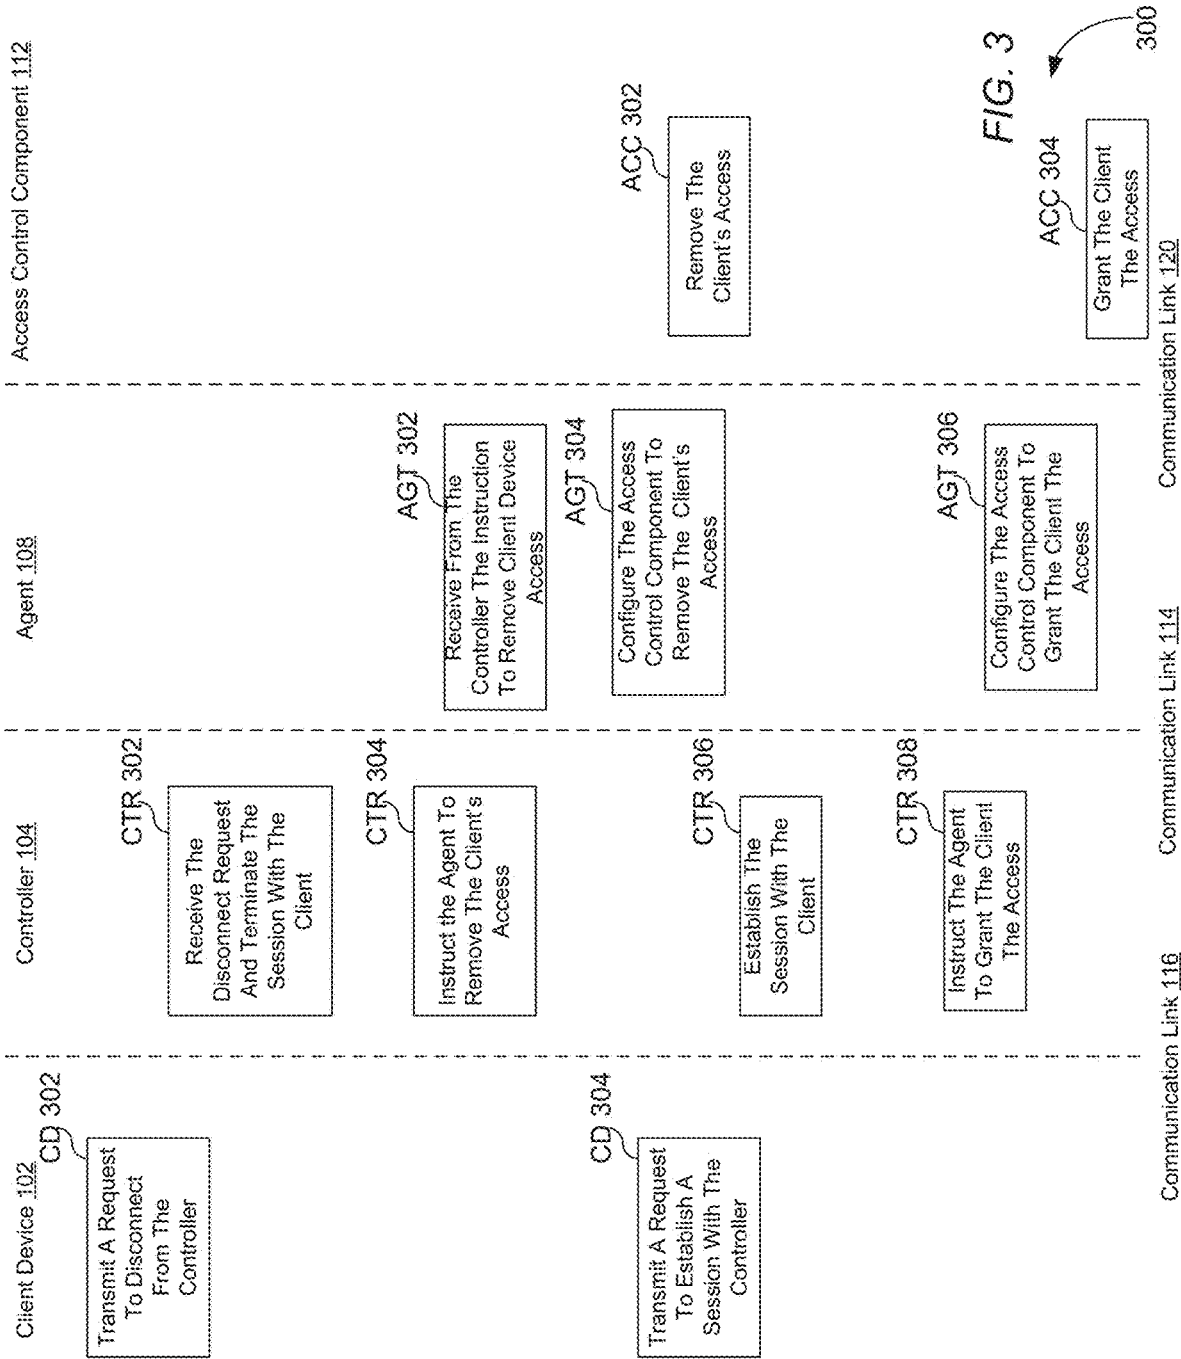 Client Device 102
Controller 104
Agent 108
Access Control Component 112
CD 302
Transmit A Request
To Disconnect
From The
Controller
CTR 302
Receive The
Disconnect Request
And Terminate The
Session With The
Client
CTR 304
Instruct the Agent To
Remove The Client's
Access
AGT 302
Receive From The
Controller The Instruction
To Remove Client Device
Access
AGT 304
Configure The Access
Control Component To
Remove The Client's
Access
ACC 302
Remove The
Client's Access
CD 304
Transmit A Request
To Establish A
Session With The
Controller
CTR 306
Establish The
Session With The
Client
CTR 308
Instruct The Agent
To Grant The Client
The Access
AGT 306
Configure The Access
Control Component To
Grant The Client The
Access
ACC 304
Grant The Client
The Access
Communication Link 116
Communication Link 114
Communication Link 120
FIG. 3
300